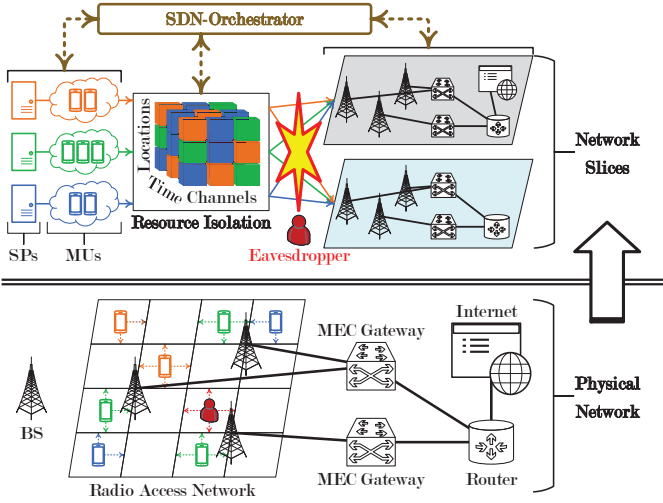 SDN-Orchestrator
Locations
Time
Channels
Resource Isolation
SPs
MUs
Eavesdropper
Network
Slices
Internet
MEC Gateway
BS
Physical
Network
MEC Gateway
Router
Radio Access Network